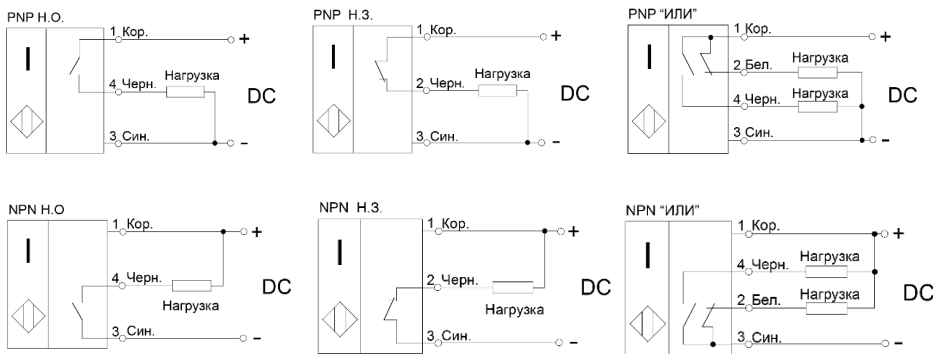 PNP Н.О.
1 Кор.
+
4 Черн.
Нагрузка
DC
3 Син.
-
PNP Н.З.
1 Кор.
+
2 Черн.
Нагрузка
DC
3 Син.
-
PNP “ИЛИ”
1 Кор.
+
2 Бел.
Нагрузка
4 Черн.
Нагрузка
DC
3 Син.
-
NPN Н.О
1 Кор.
+
4 Черн.
Нагрузка
DC
3 Син.
-
NPN Н.З.
1 Кор.
+
2 Черн.
Нагрузка
DC
3 Син.
-
NPN “ИЛИ”
1 Кор.
+
4 Черн.
Нагрузка
2 Бел.
Нагрузка
DC
3 Син.
-